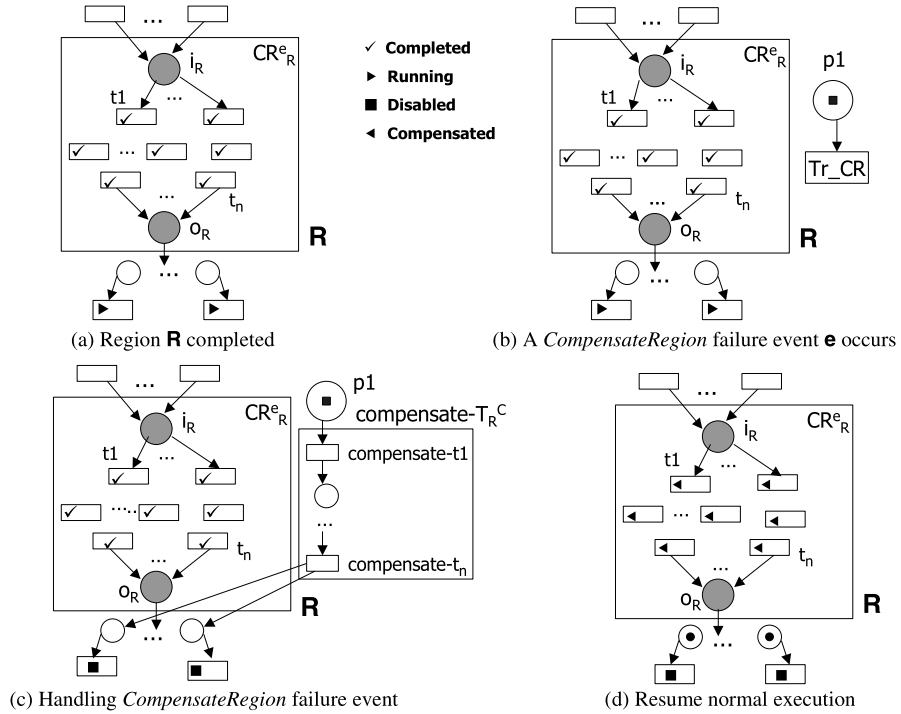 ...
CR^e_R
i_R
t1
...
...
...
t_n
o_R
R
...
(a) Region R completed
✓ Completed
▶ Running
■ Disabled
◀ Compensated
...
CR^e_R
i_R
t1
...
...
...
t_n
o_R
R
...
p1
Tr_CR
(b) A CompensateRegion failure event e occurs
...
CR^e_R
i_R
t1
...
......
...
t_n
o_R
R
...
p1
compensate-T_R^C
compensate-t1
...
compensate-t_n
(c) Handling CompensateRegion failure event
...
CR^e_R
i_R
t1
...
...
...
t_n
o_R
R
...
(d) Resume normal execution